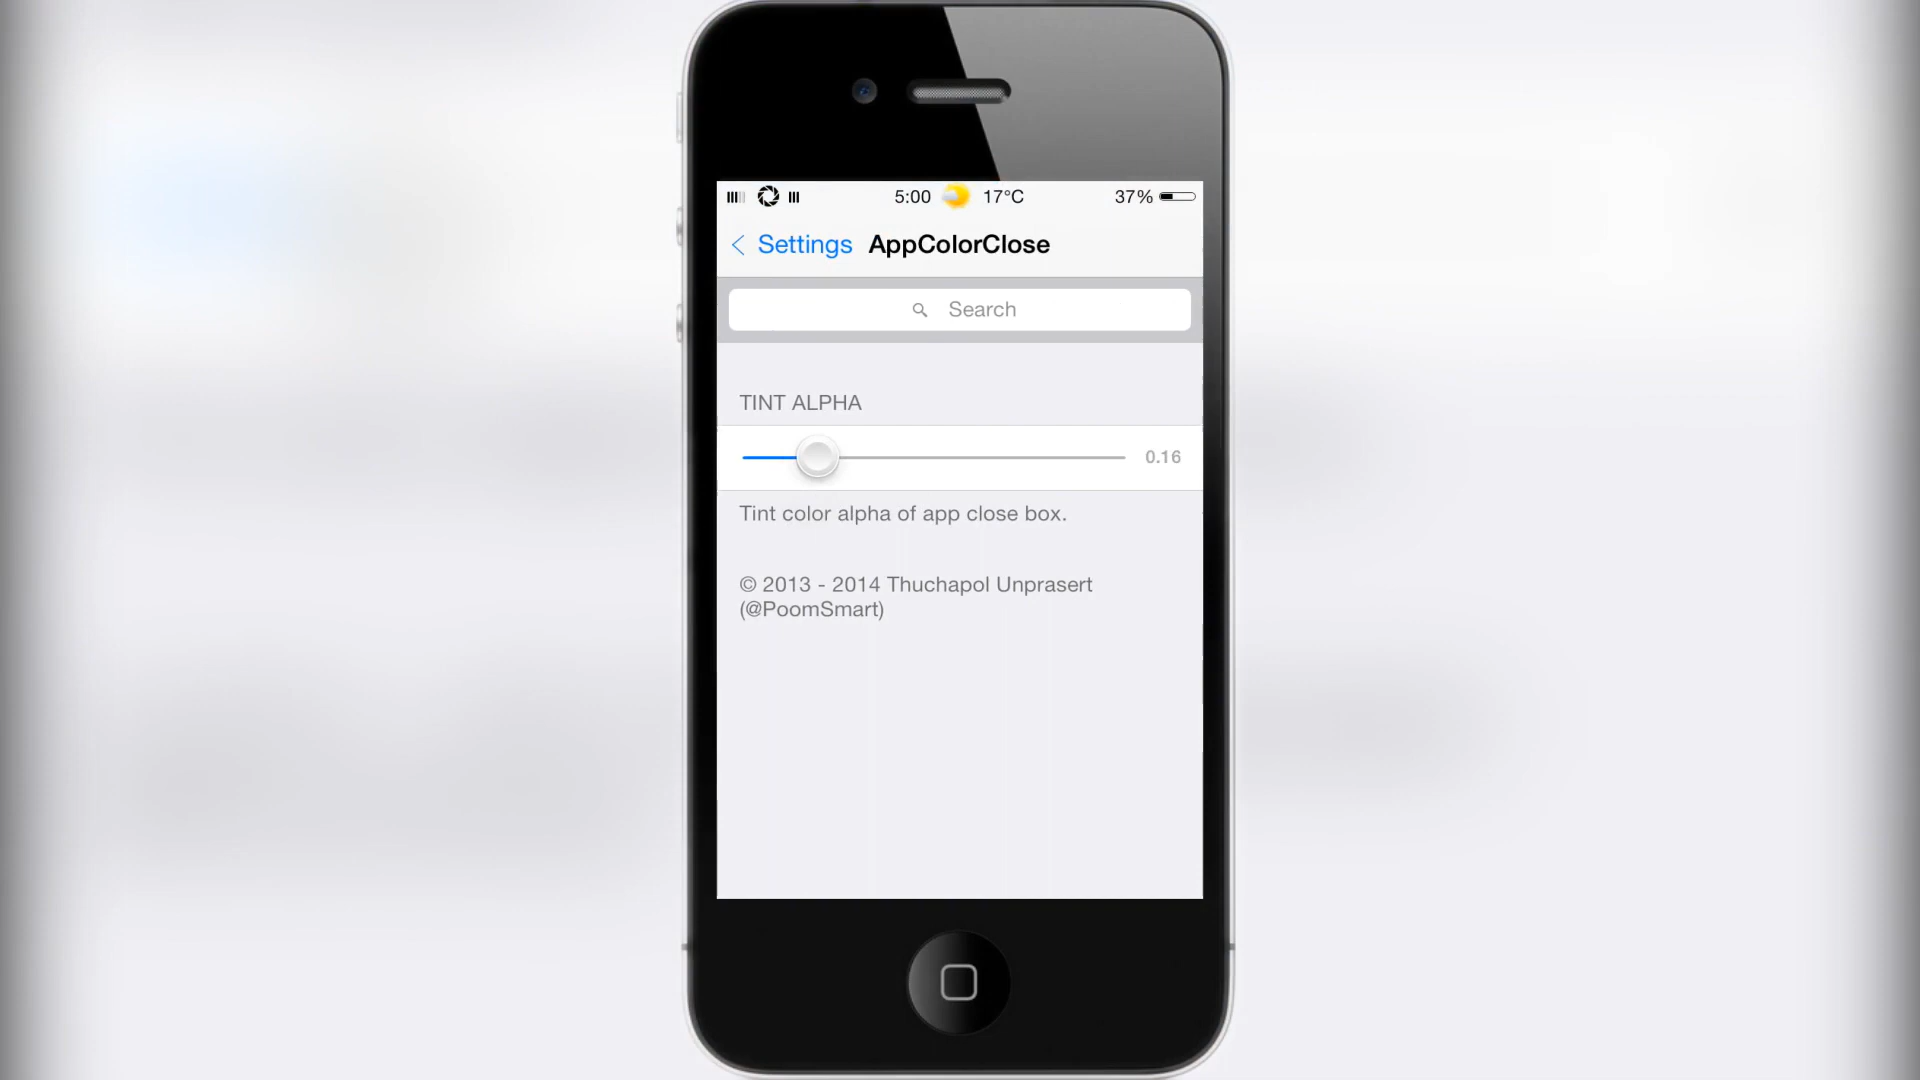 5:00 17°C 37%
Settings AppColorClose
Search
TINT ALPHA
0.16
Tint color alpha of app close box.
© 2013 - 2014 Thuchapol Unprasert
(@PoomSmart)